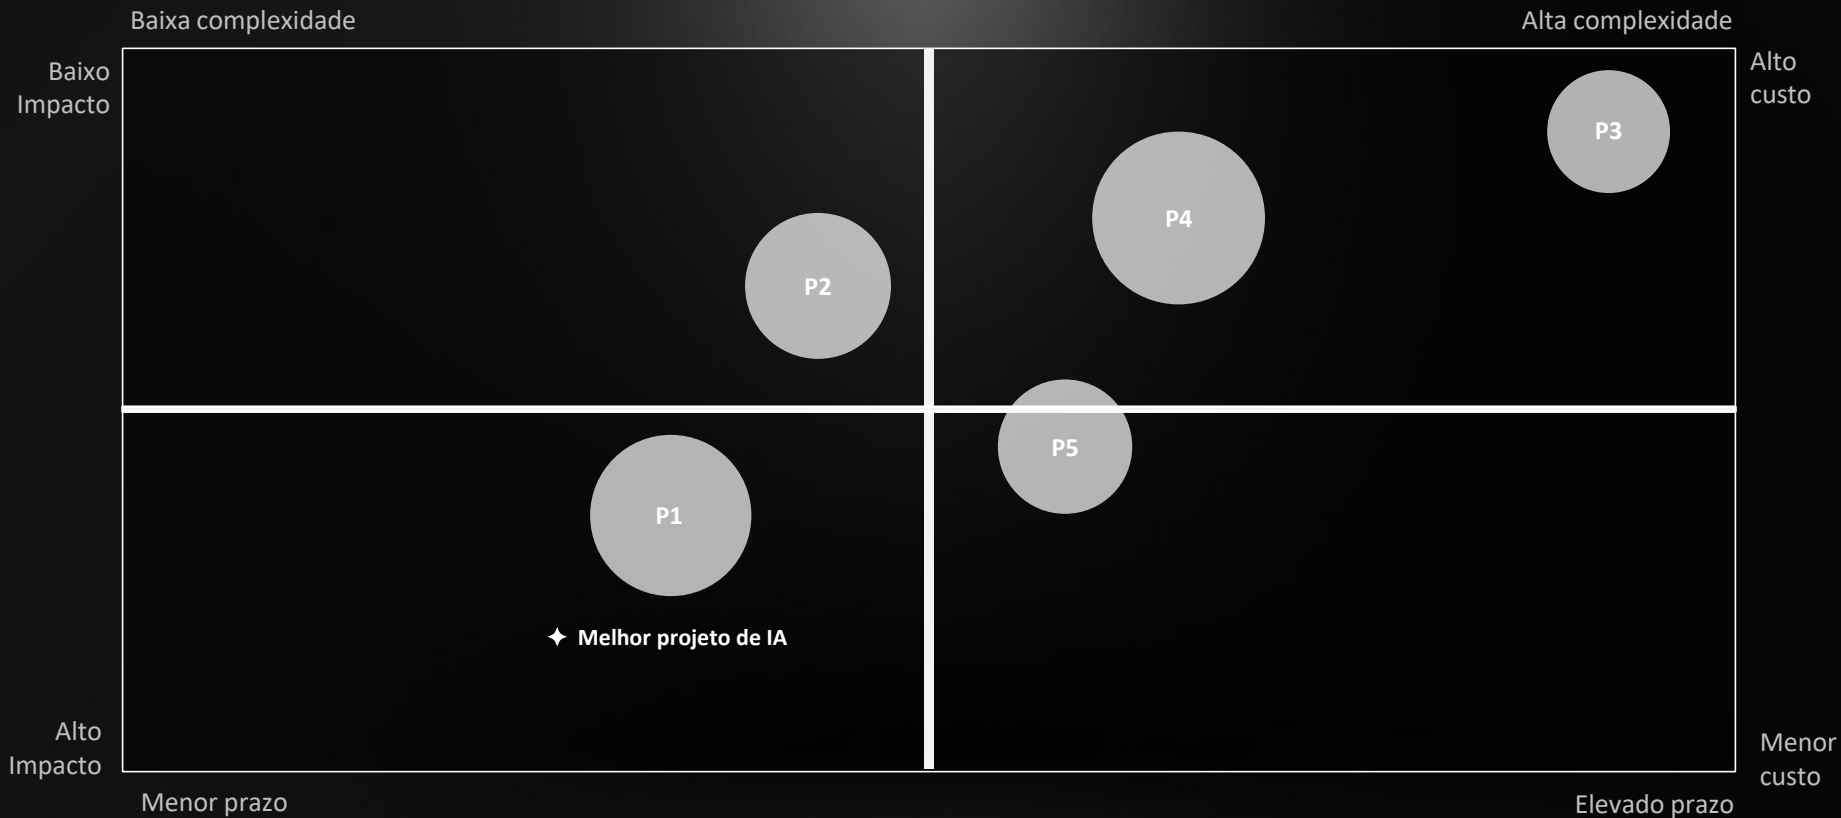 Baixa complexidade
Alta complexidade
Baixo
Impacto
Alto
custo
P3
P4
P2
P5
P1
✦ Melhor projeto de IA
Alto
Impacto
Menor
custo
Menor prazo
Elevado prazo